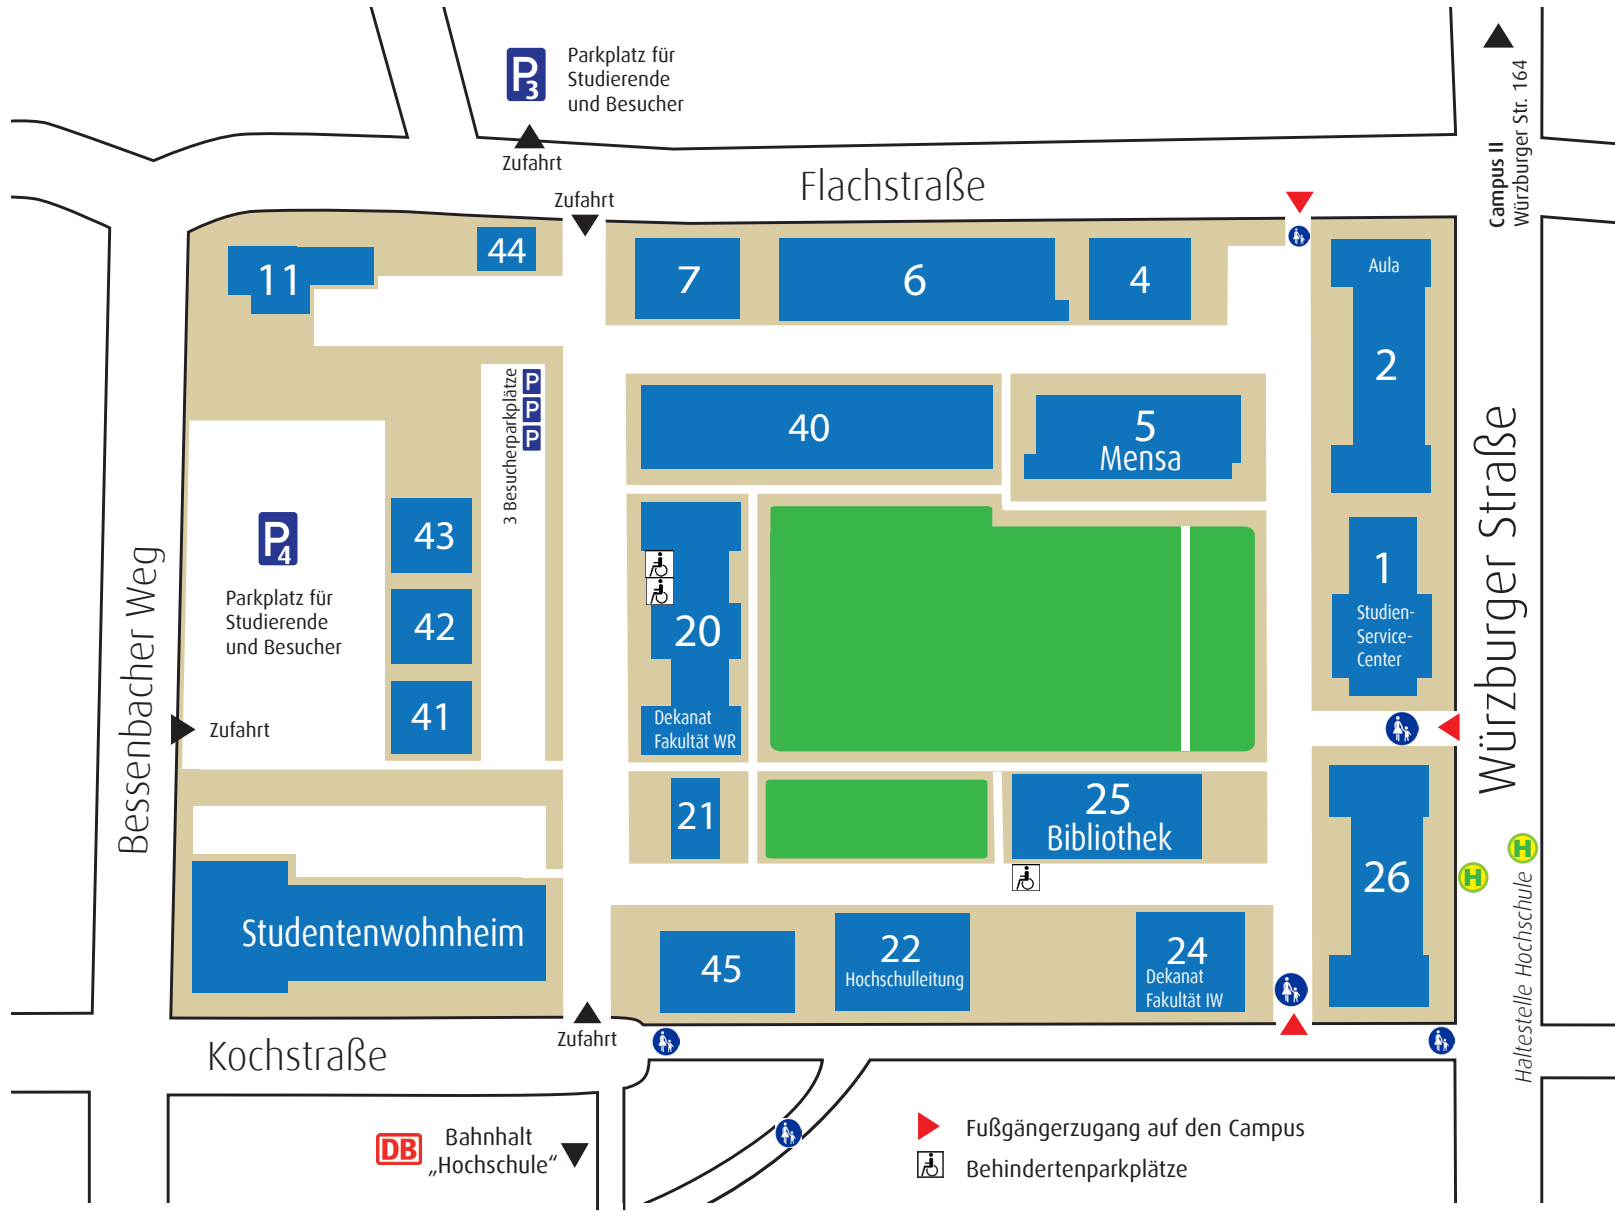 P3
Parkplatz für
Studierende
und Besucher
Zufahrt
Zufahrt
Flachstraße
Campus II
Würzburger Str. 164
11
44
7
6
4
Aula
2
3 Besucherparkplätze
P
P
P
40
5
Mensa
P4
Parkplatz für
Studierende
und Besucher
43
42
41
Zufahrt
Bessenbacher Weg
20
Dekanat
Fakultät WR
1
Studien-
Service-
Center
Würzburger Straße
21
25
Bibliothek
26
H
H
Haltestelle Hochschule
Studentenwohnheim
45
22
Hochschulleitung
24
Dekanat
Fakultät IW
Zufahrt
Kochstraße
DB
Bahnhalt
„Hochschule“
Fußgängerzugang auf den Campus
Behindertenparkplätze